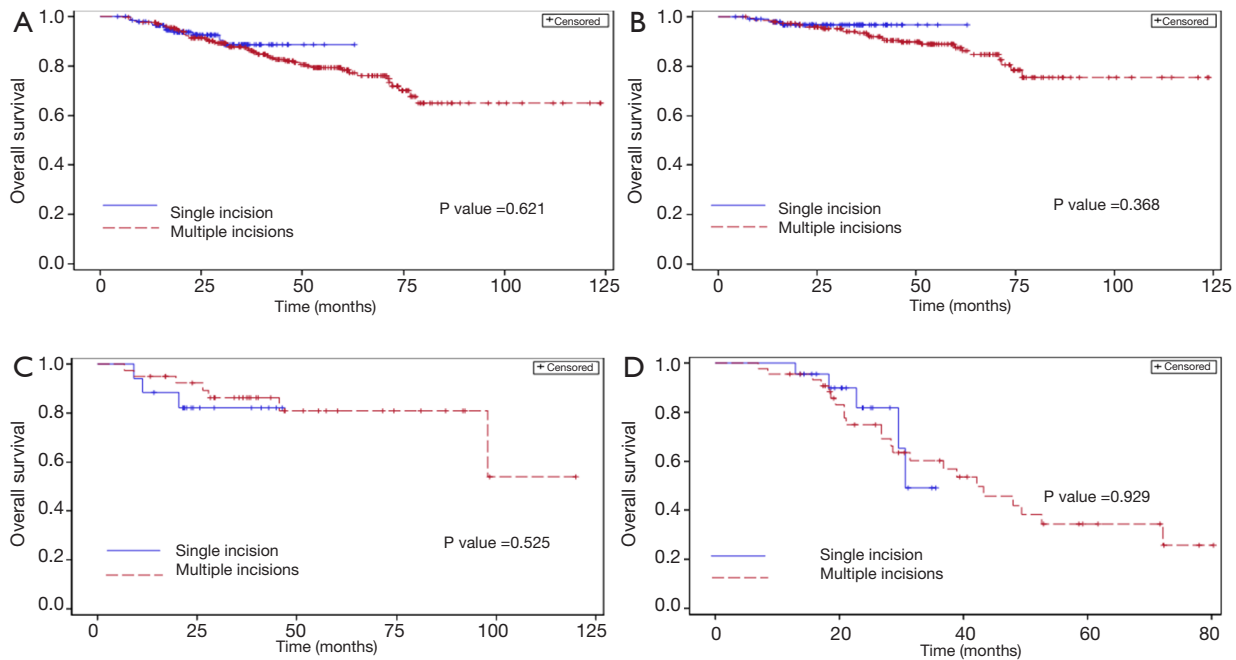 A
+ Censored
1.0
0.8
0.6
0.4
0.2
0.0
Overall survival
Single incision
Multiple incisions
P value =0.621
0 25 50 75 100 125
Time (months)
B
+ Censored
1.0
0.8
0.6
0.4
0.2
0.0
Overall survival
Single incision
Multiple incisions
P value =0.368
0 25 50 75 100 125
Time (months)
C
+ Censored
1.0
0.8
0.6
0.4
0.2
0.0
Overall survival
Single incision
Multiple incisions
P value =0.525
0 25 50 75 100 125
Time (months)
D
+ Censored
1.0
0.8
0.6
0.4
0.2
0.0
Overall survival
Single incision
Multiple incisions
P value =0.929
0 20 40 60 80
Time (months)